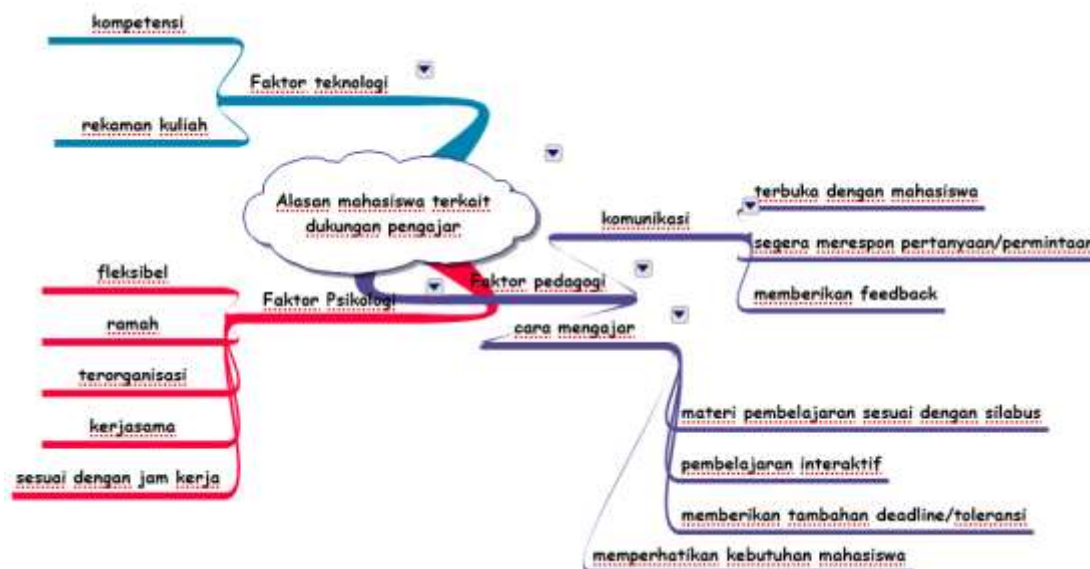 kompetensi
Faktor teknologi
rekaman kuliah
Alasan mahasiswa terkait
dukungan pengajar
terbuka dengan mahasiswa
komunikasi
segera merespon pertanyaan/permintaan
memberikan feedback
Faktor pedagogi
cara mengajar
materi pembelajaran sesuai dengan silabus
pembelajaran interaktif
memberikan tambahan deadline/toleransi
memperhatikan kebutuhan mahasiswa
Faktor Psikologi
fleksibel
ramah
terorganisasi
kerjasama
sesuai dengan jam kerja